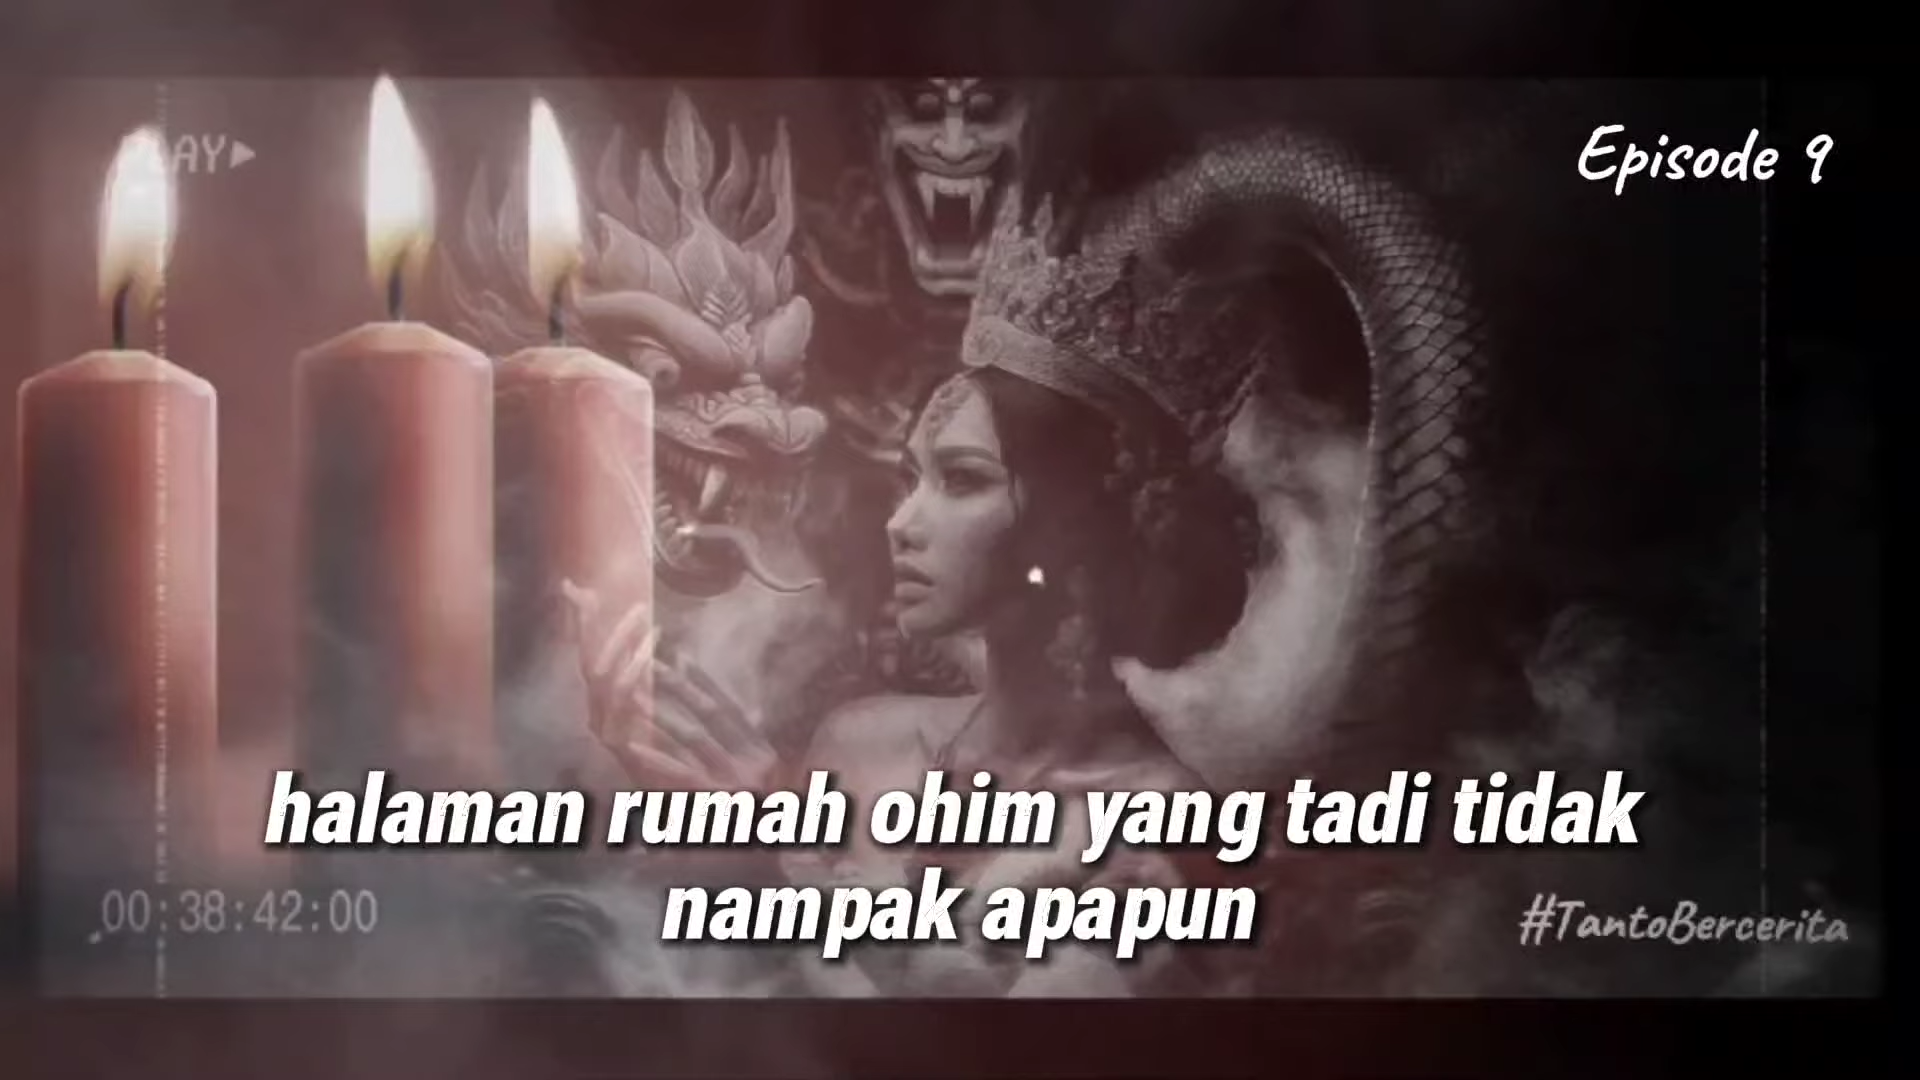 PLAY
Episode 9
halaman rumah ohim yang tadi tidak
nampak apapun
00:38:42:00
#TantoBercerita